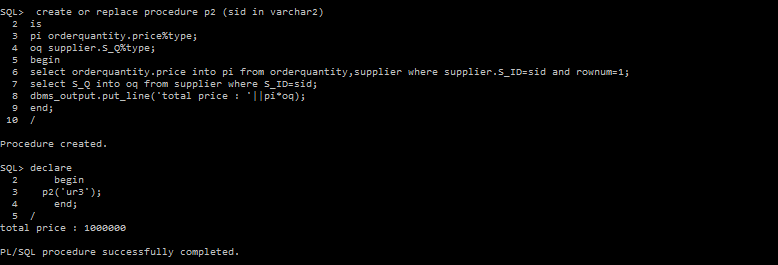 SQL>  create or replace procedure p2 (sid in varchar2)
  2  is
  3  pi orderquantity.price%type;
  4  oq supplier.S_Q%type;
  5  begin
  6  select orderquantity.price into pi from orderquantity,supplier where supplier.S_ID=sid and rownum=1;
  7  select S_Q into oq from supplier where S_ID=sid;
  8  dbms_output.put_line('total price : '||pi*oq);
  9  end;
 10  /
Procedure created.
SQL> declare
  2      begin
  3    p2('ur3');
  4      end;
  5  /
total price : 1000000
PL/SQL procedure successfully completed.